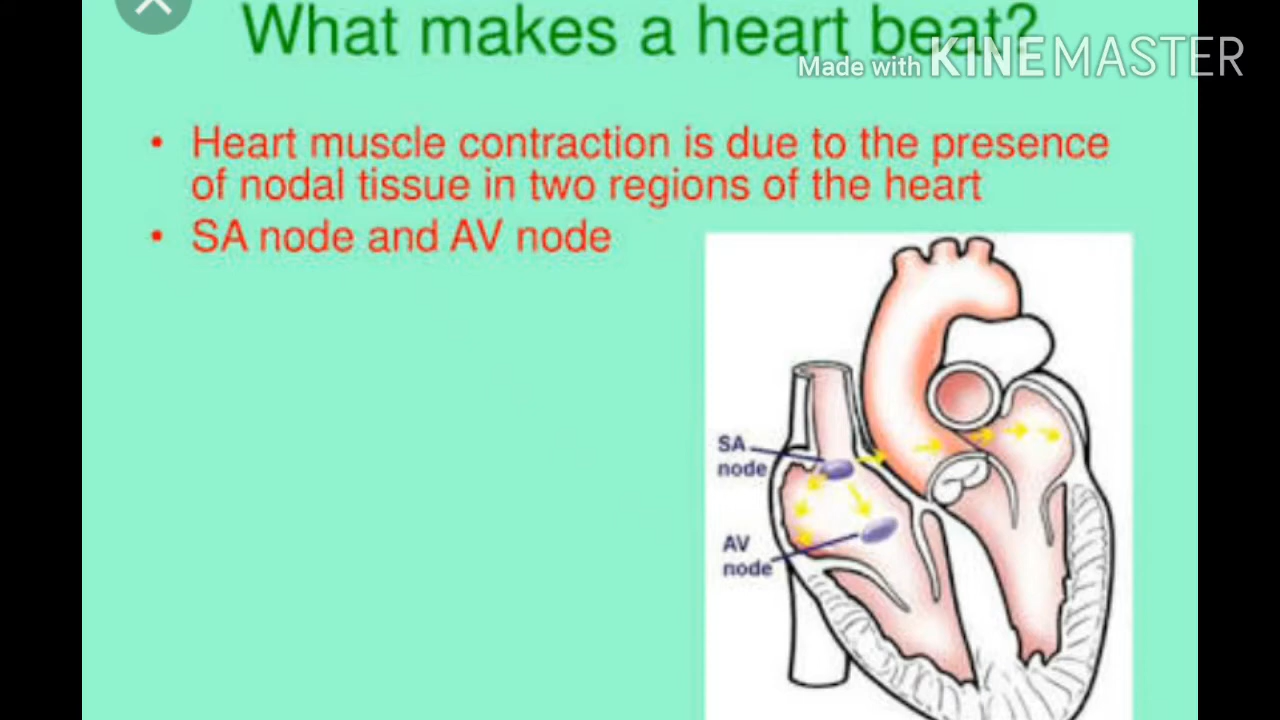 What makes a heart beat?
Made with KINEMASTER
• Heart muscle contraction is due to the presence
of nodal tissue in two regions of the heart
• SA node and AV node
SA
node
AV
node